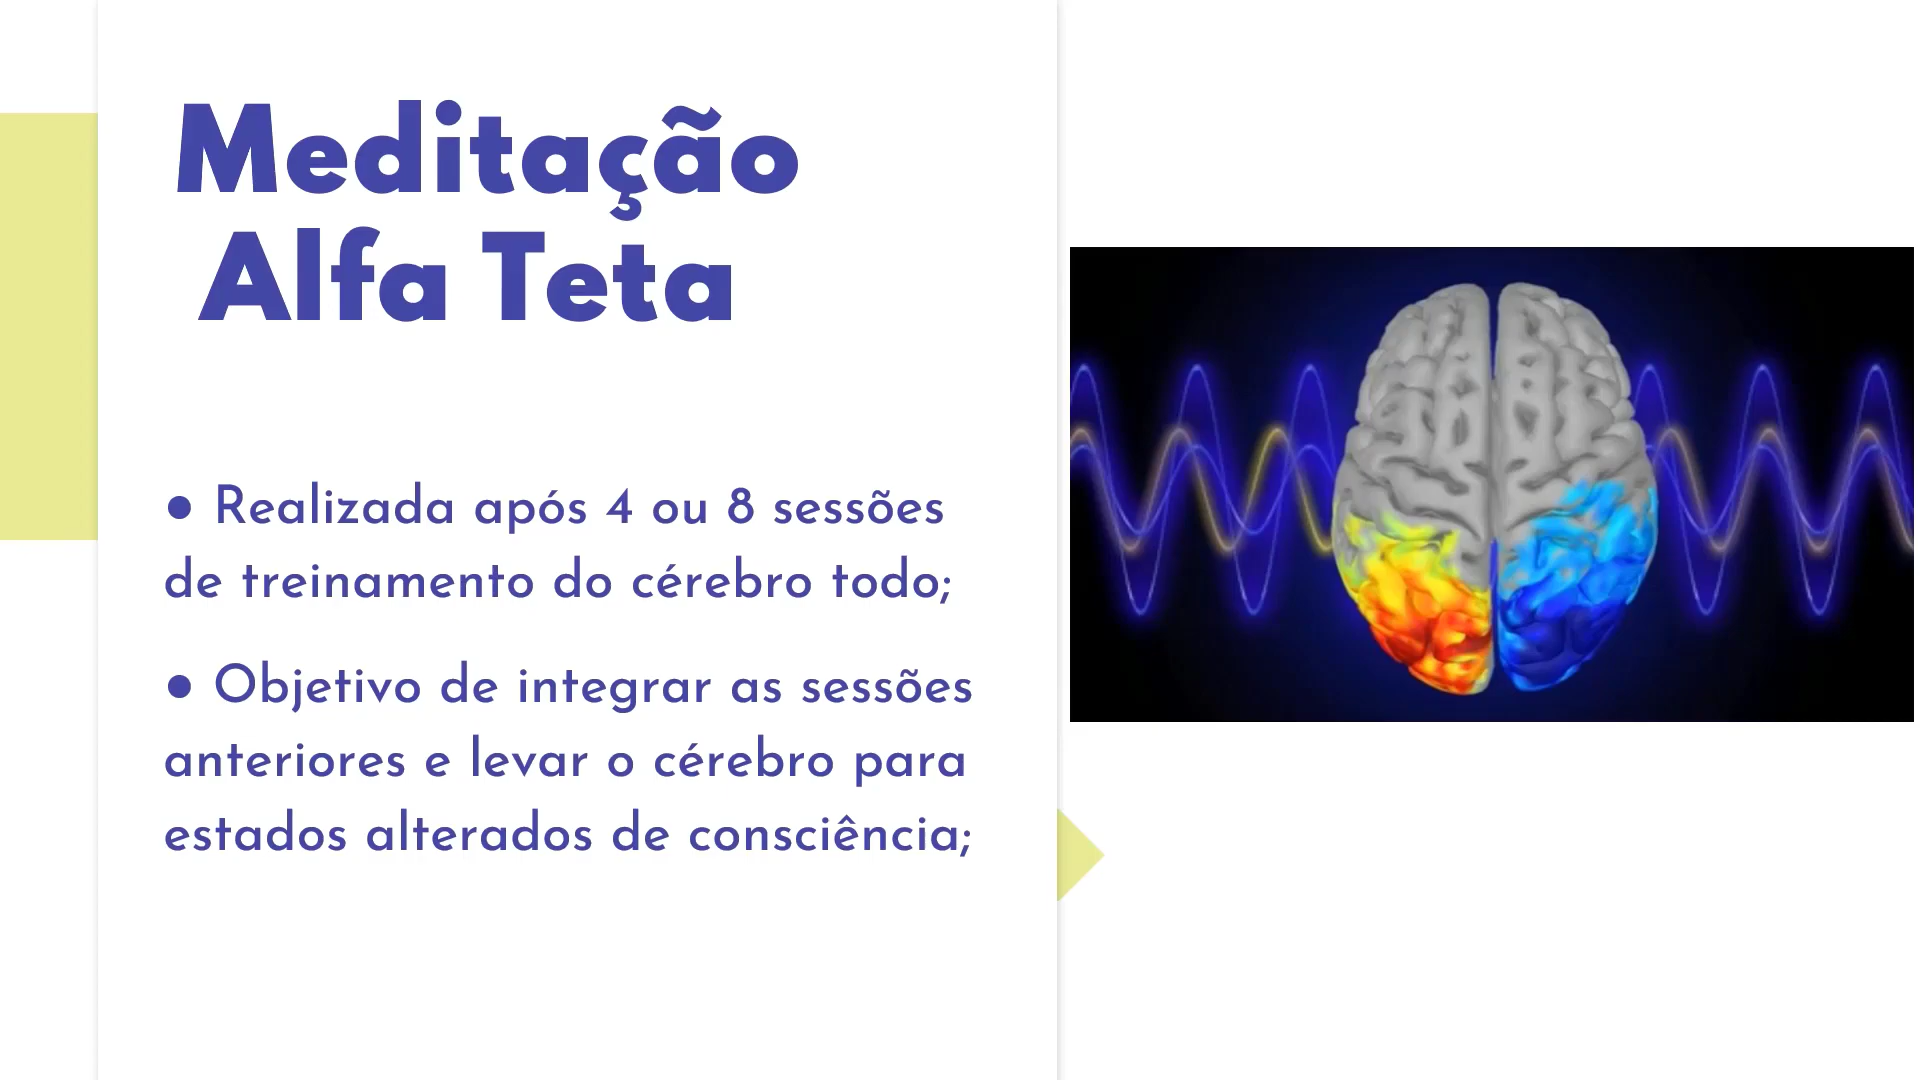 Meditação
Alfa Teta
● Realizada após 4 ou 8 sessões
de treinamento do cérebro todo;
● Objetivo de integrar as sessões
anteriores e levar o cérebro para
estados alterados de consciência;